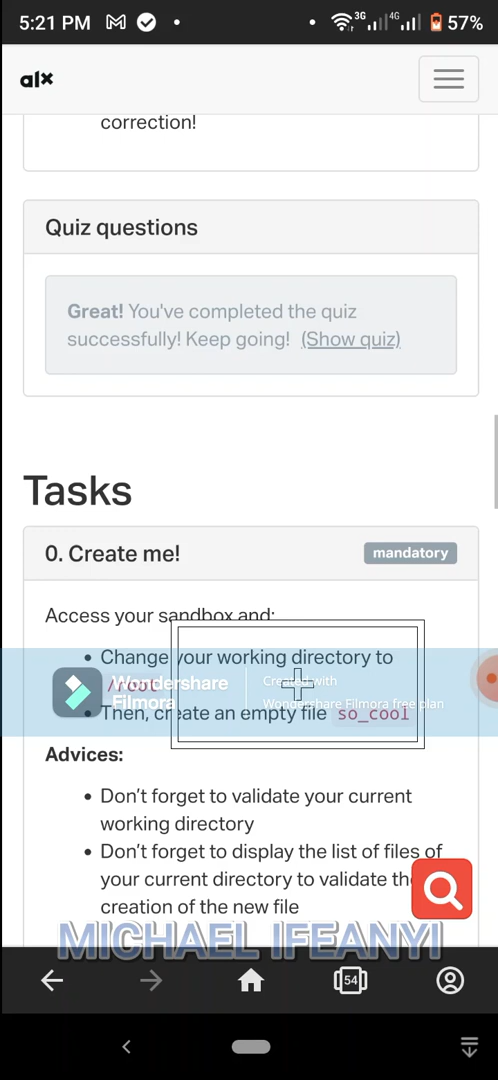 5:21 PM 3G 4G 57%
alx
correction!
Quiz questions
Great! You've completed the quiz
successfully! Keep going! (Show quiz)
Tasks
0. Create me! mandatory
Access your sandbox and:
• Change your working directory to
/root
Wondershare
Filmora
Created with
Wondershare Filmora free plan
• Then, create an empty file so_cool
Advices:
• Don’t forget to validate your current
working directory
• Don’t forget to display the list of files of
your current directory to validate the
creation of the new file
MICHAEL IFEANYI
54